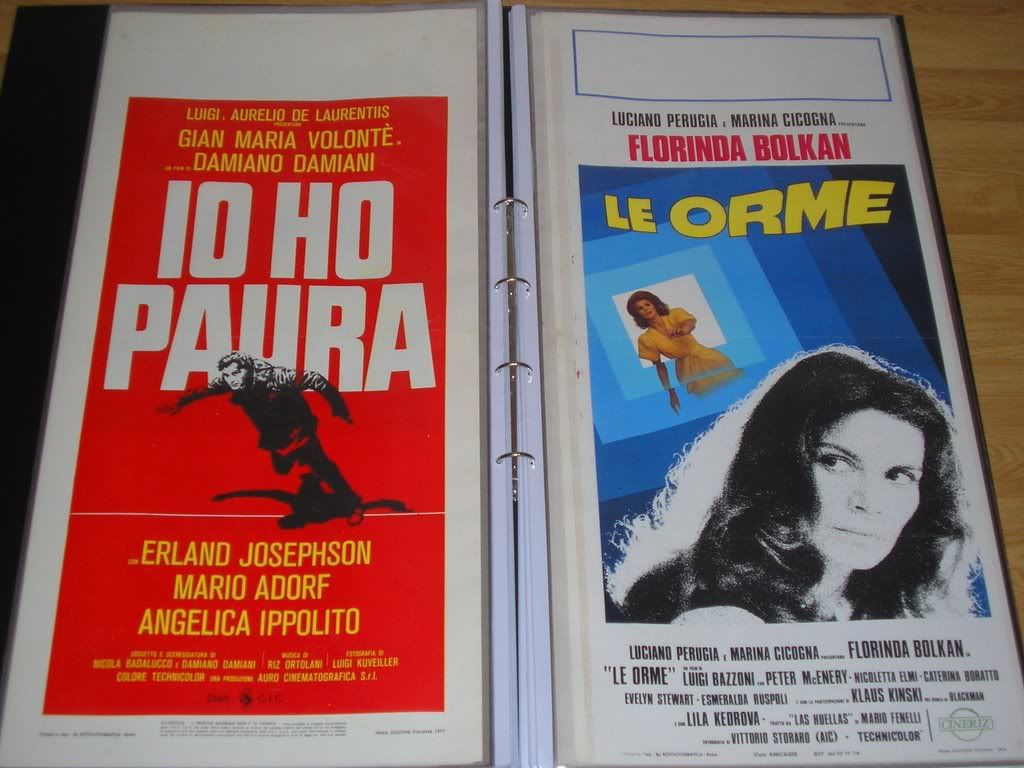 LUIGI e AURELIO DE LAURENTIIS
PRESENTANO
GIAN MARIA VOLONTÈ IN
UN FILM DI DAMIANO DAMIANI
IO HO
PAURA
CON ERLAND JOSEPHSON
MARIO ADORF
ANGELICA IPPOLITO
SOGGETTO E SCENEGGIATURA DI
NICOLA BADALUCCO E DAMIANO DAMIANI
MUSICA DI
RIZ ORTOLANI
FOTOGRAFIA DI
LUIGI KUVEILLER
COLORE TECHNICOLOR UNA PRODUZIONE AURO CINEMATOGRAFICA S.r.l.
Distr. C.I.C.
PRIMA EDIZIONE ITALIANA 1977
LUCIANO PERUGIA E MARINA CICOGNA PRESENTANO
FLORINDA BOLKAN
LE ORME
LUCIANO PERUGIA E MARINA CICOGNA PRESENTANO FLORINDA BOLKAN IN
"LE ORME" UN FILM DI LUIGI BAZZONI CON PETER McENERY - NICOLETTA ELMI - CATERINA BORATTO
EVELYN STEWART - ESMERALDA RUSPOLI - E CON LA PARTECIPAZIONE DI KLAUS KINSKI NEL RUOLO DI BLACKMAN
E CON LILA KEDROVA - TRATTO DA "LAS HUELLAS" DI MARIO FENELLI
FOTOGRAFIA DI VITTORIO STORARO (AIC) - TECHNICOLOR
CINERIZ